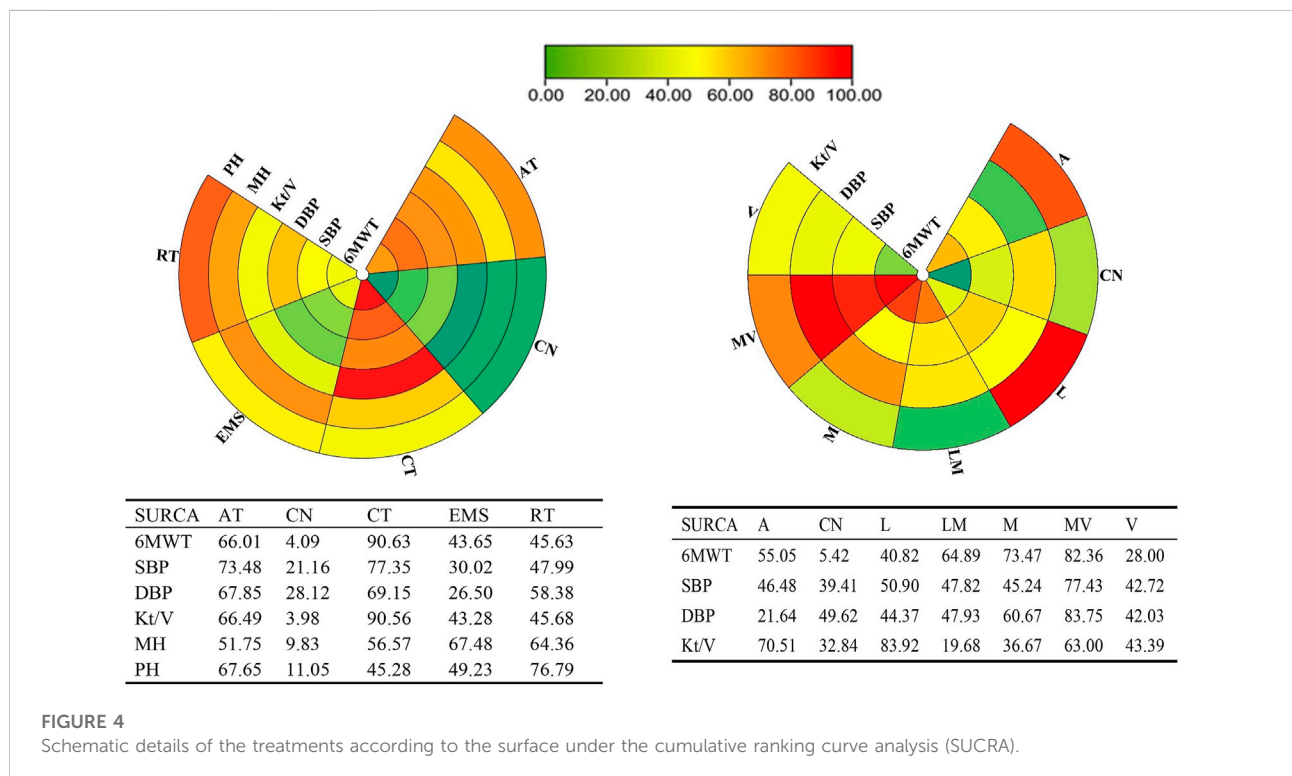 0.00 20.00 40.00 60.00 80.00 100.00
PH
MH
Kt/V
DBP
SBP
6MWT
AT
CN
CT
EMS
RT
Kt/V
DBP
SBP
6MWT
A
CN
L
LM
M
MV
V
SURCA AT CN CT EMS RT
6MWT 66.01 4.09 90.63 43.65 45.63
SBP 73.48 21.16 77.35 30.02 47.99
DBP 67.85 28.12 69.15 26.50 58.38
Kt/V 66.49 3.98 90.56 43.28 45.68
MH 51.75 9.83 56.57 67.48 64.36
PH 67.65 11.05 45.28 49.23 76.79
SURCA A CN L LM M MV V
6MWT 55.05 5.42 40.82 64.89 73.47 82.36 28.00
SBP 46.48 39.41 50.90 47.82 45.24 77.43 42.72
DBP 21.64 49.62 44.37 47.93 60.67 83.75 42.03
Kt/V 70.51 32.84 83.92 19.68 36.67 63.00 43.39
FIGURE 4
Schematic details of the treatments according to the surface under the cumulative ranking curve analysis (SUCRA).